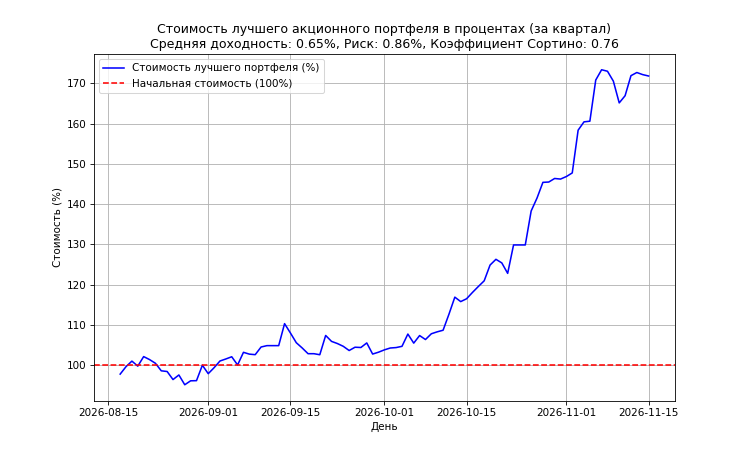 Стоимость лучшего акционного портфеля в процентах (за квартал)
Средняя доходность: 0.65%, Риск: 0.86%, Коэффициент Сортино: 0.76
Стоимость лучшего портфеля (%)
Начальная стоимость (100%)
Стоимость (%)
170
160
150
140
130
120
110
100
2026-08-15
2026-09-01
2026-09-15
2026-10-01
2026-10-15
2026-11-01
2026-11-15
День